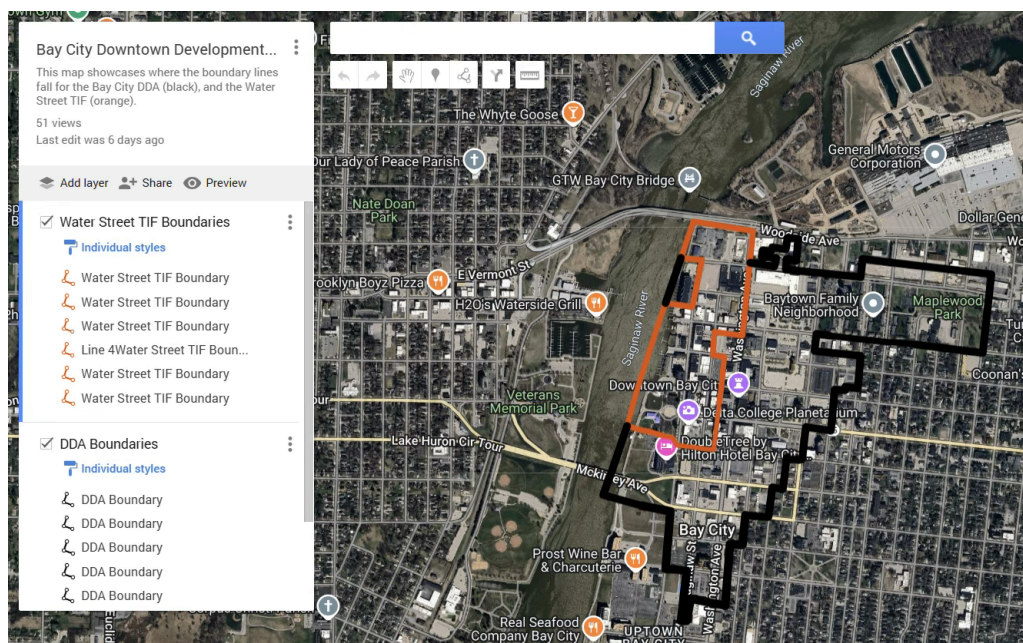 Bay City Downtown Development...
This map showcases where the boundary lines
fall for the Bay City DDA (black), and the Water
Street TIF (orange).
51 views
Last edit was 6 days ago
Add layer
Share
Preview
Water Street TIF Boundaries
Individual styles
Water Street TIF Boundary
Water Street TIF Boundary
Water Street TIF Boundary
Line 4Water Street TIF Boun...
Water Street TIF Boundary
Water Street TIF Boundary
DDA Boundaries
Individual styles
DDA Boundary
DDA Boundary
DDA Boundary
DDA Boundary
DDA Boundary
Saginaw River
The Whyte Goose
General Motors
Corporation
Our Lady of Peace Parish
GTW Bay City Bridge
Nate Doan
Park
Dollar Gene
Woodside Ave
E Vermont St
rooklyn Boyz Pizza
H2O's Waterside Grill
Saginaw River
Washington Ave
Baytown Family
Neighborhood
Maplewood
Park
Coonan's
Downtown Bay City
Veterans
Memorial Park
Delta College Planetarium
Lake Huron Cir Tour
DoubleTree by
Hilton Hotel Bay City...
McKinley Ave
Bay City
Prost Wine Bar
& Charcuterie
aginaw St
Washington Ave
Real Seafood
Company Bay City
UPTOWN